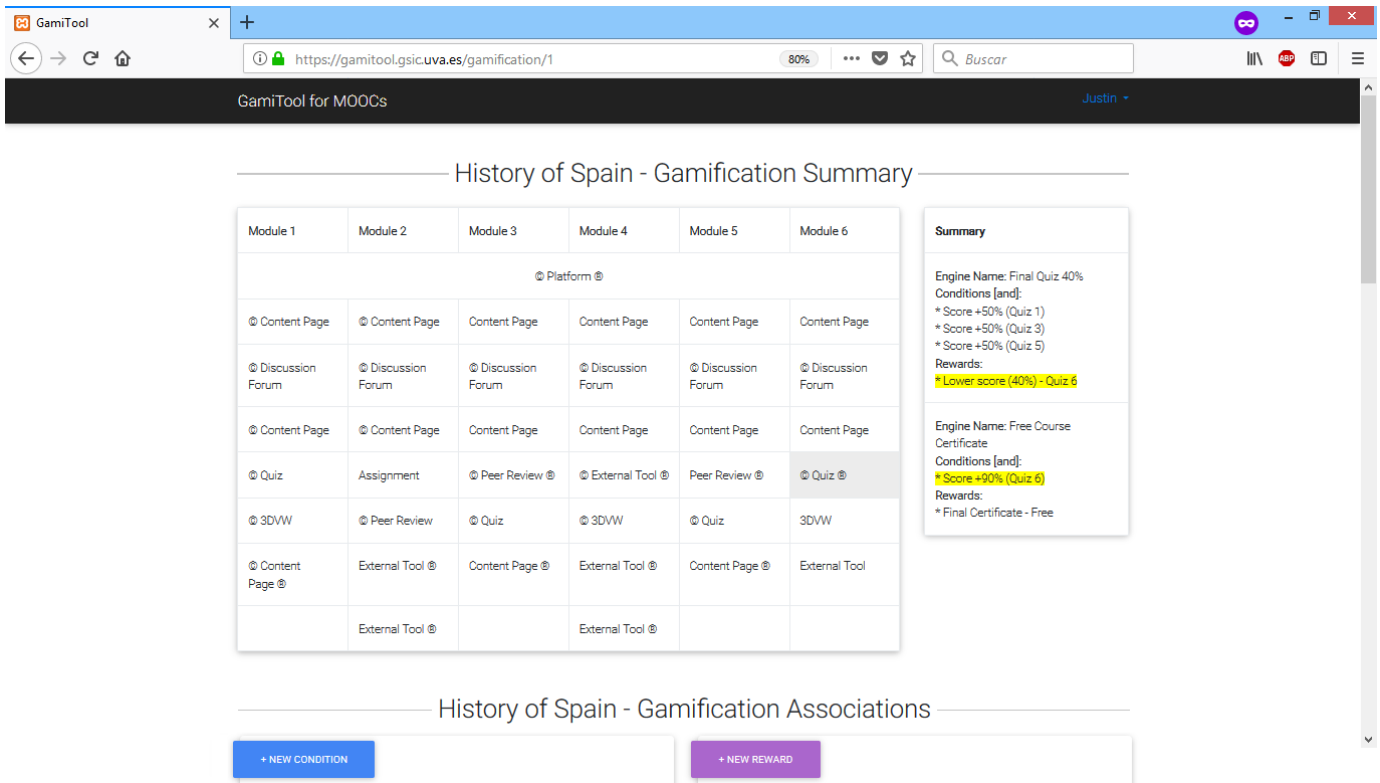 GamiTool
https://gamitool.gsic.uva.es/gamification/1
80%
Buscar
ABP
GamiTool for MOOCs
Justin
History of Spain - Gamification Summary
Module 1 Module 2 Module 3 Module 4 Module 5 Module 6
© Platform ®
© Content Page © Content Page Content Page Content Page Content Page Content Page
© Discussion © Discussion © Discussion © Discussion © Discussion © Discussion
Forum Forum Forum Forum Forum Forum
© Content Page © Content Page Content Page Content Page Content Page Content Page
© Quiz Assignment © Peer Review ® © External Tool ® Peer Review ® © Quiz ®
© 3DVW © Peer Review © Quiz © 3DVW © Quiz 3DVW
© Content External Tool ® Content Page ® External Tool ® Content Page ® External Tool
Page ®
External Tool ® External Tool ®
Summary
Engine Name: Final Quiz 40%
Conditions [and]:
* Score +50% (Quiz 1)
* Score +50% (Quiz 3)
* Score +50% (Quiz 5)
Rewards:
* Lower score (40%) - Quiz 6
Engine Name: Free Course
Certificate
Conditions [and]:
* Score +90% (Quiz 6)
Rewards:
* Final Certificate - Free
History of Spain - Gamification Associations
+ NEW CONDITION
+ NEW REWARD